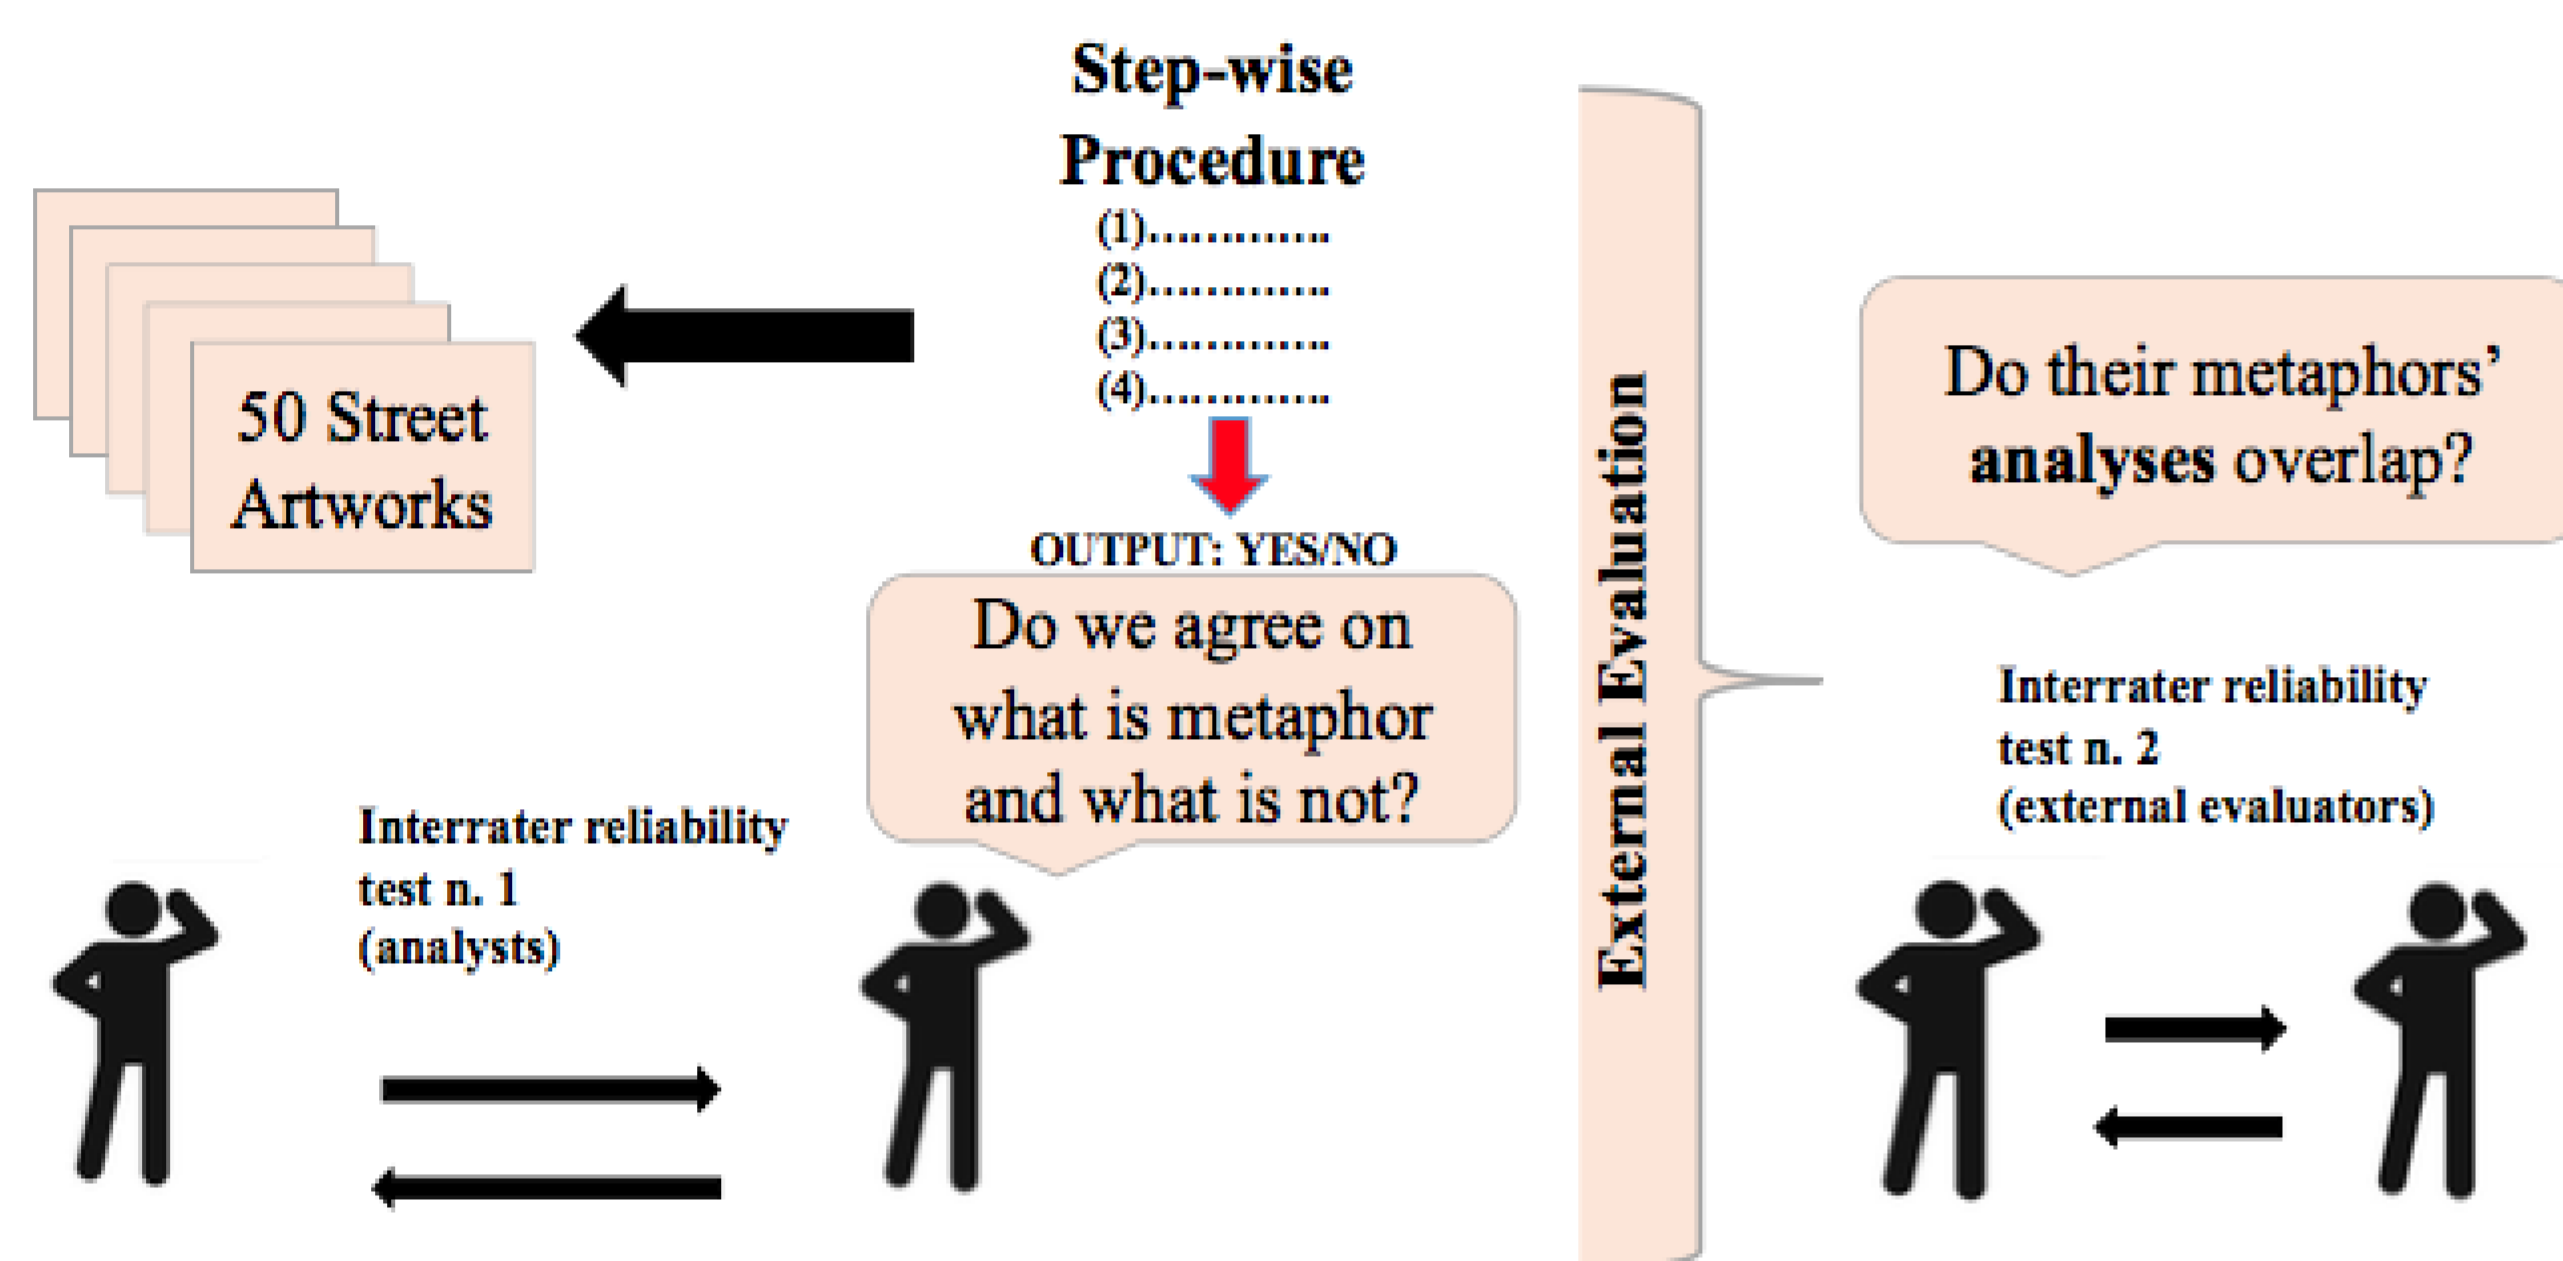 Step-wise
Procedure
(1).............
(2).............
(3).............
(4).............
OUTPUT: YES/NO
50 Street
Artworks
Do we agree on
what is metaphor
and what is not?
Interrater reliability
test n. 1
(analysts)
External Evaluation
Do their metaphors’
analyses overlap?
Interrater reliability
test n. 2
(external evaluators)